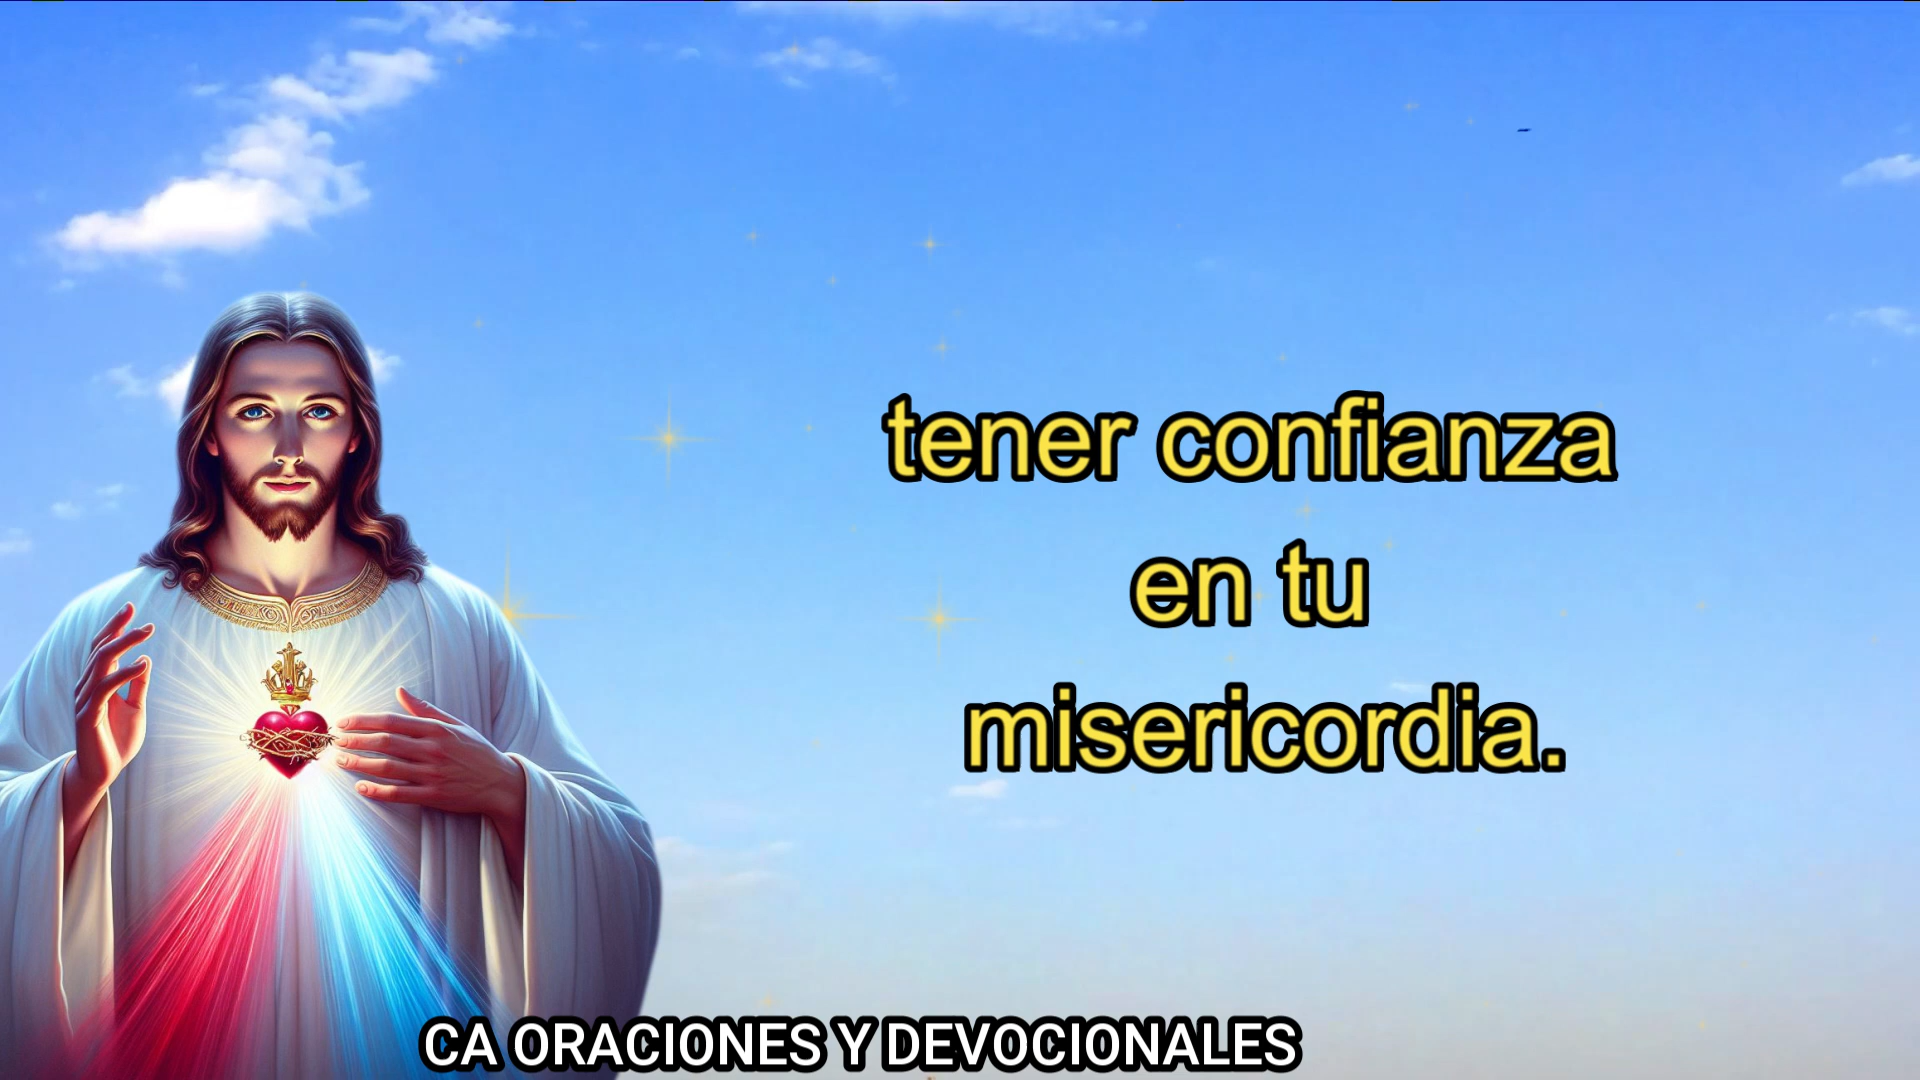 tener confianza
en tu
misericordia.
CA ORACIONES Y DEVOCIONALES